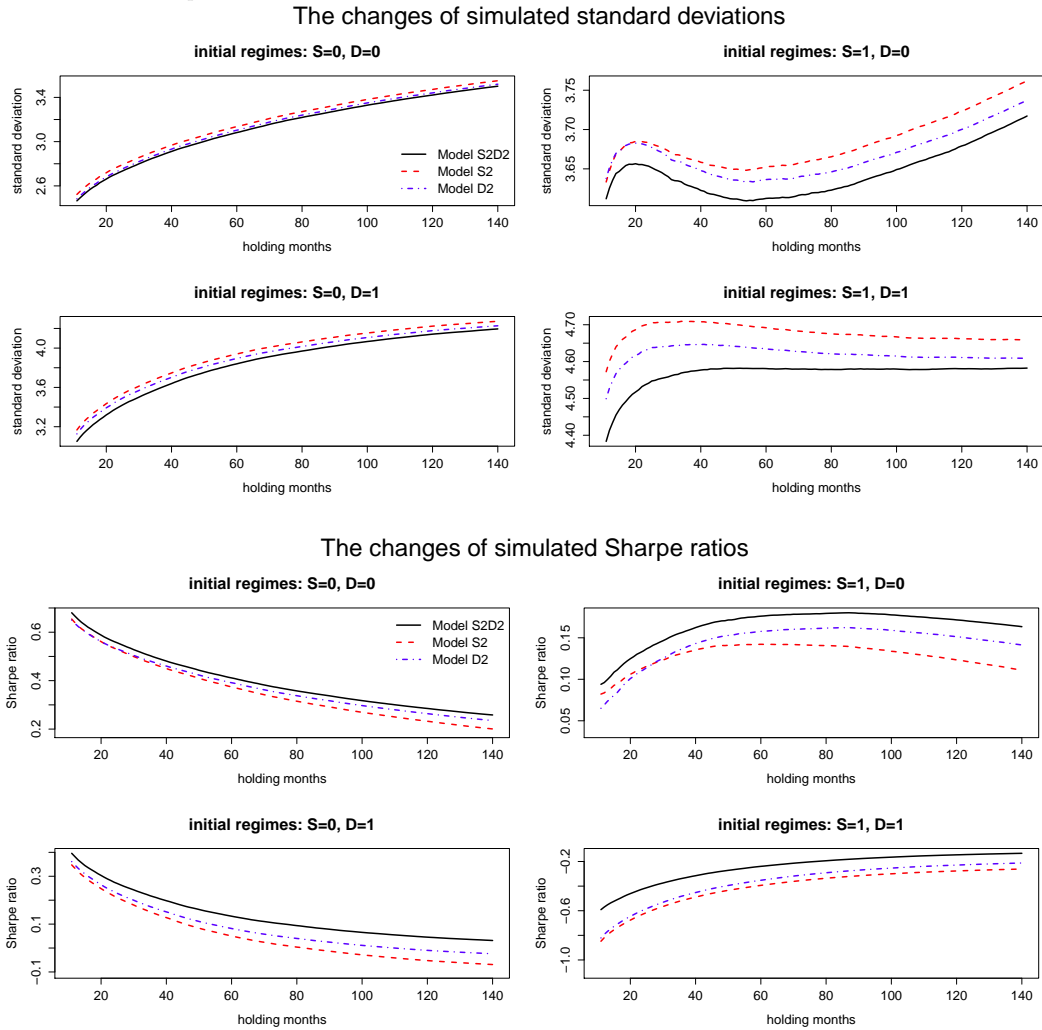 The changes of simulated standard deviations
initial regimes: S=0, D=0
standard deviation
2.6 3.0 3.4
Model S2D2
Model S2
Model D2
20 40 60 80 100 120 140
holding months
initial regimes: S=1, D=0
standard deviation
3.65 3.70 3.75
20 40 60 80 100 120 140
holding months
initial regimes: S=0, D=1
standard deviation
3.2 3.6 4.0
20 40 60 80 100 120 140
holding months
initial regimes: S=1, D=1
standard deviation
4.40 4.50 4.60 4.70
20 40 60 80 100 120 140
holding months
The changes of simulated Sharpe ratios
initial regimes: S=0, D=0
Sharpe ratio
0.2 0.4 0.6
Model S2D2
Model S2
Model D2
20 40 60 80 100 120 140
holding months
initial regimes: S=1, D=0
Sharpe ratio
0.05 0.10 0.15
20 40 60 80 100 120 140
holding months
initial regimes: S=0, D=1
Sharpe ratio
−0.1 0.1 0.3
20 40 60 80 100 120 140
holding months
initial regimes: S=1, D=1
Sharpe ratio
−1.0 −0.6 −0.2
20 40 60 80 100 120 140
holding months